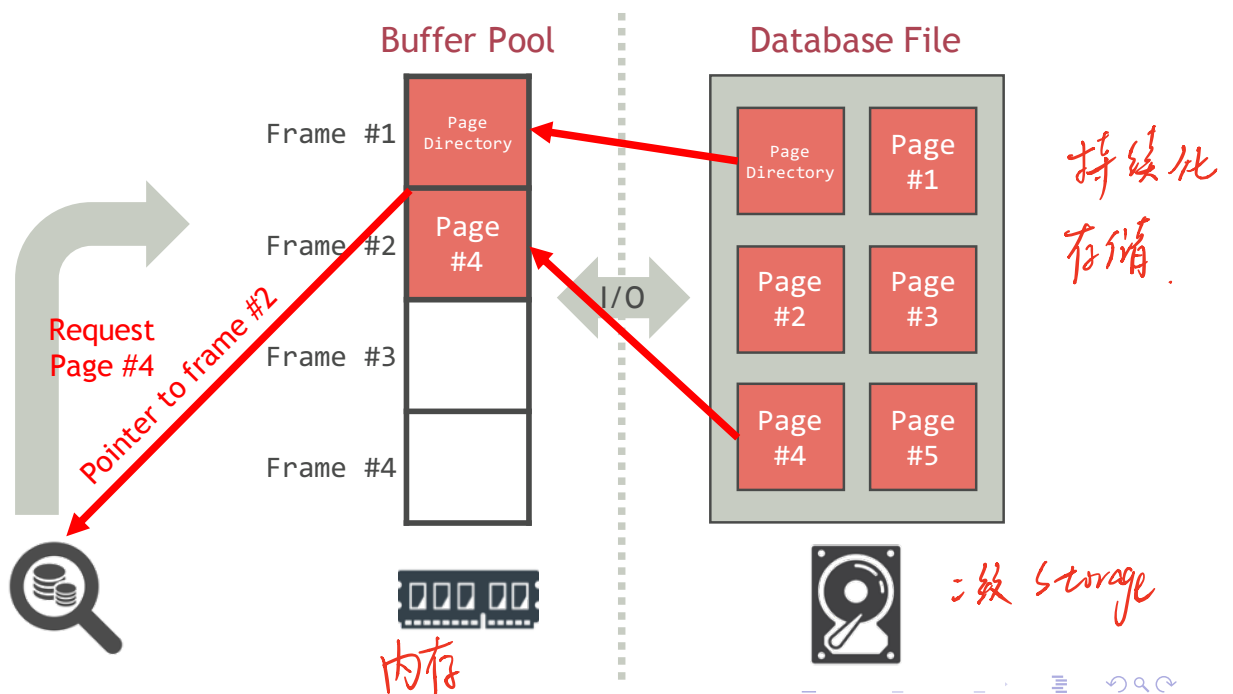 Buffer Pool
Database File
Frame #1
Page
Directory
Page
Directory
Page
#1
持续化
存储.
Frame #2
Page
#4
I/O
Page
#2
Page
#3
Request
Page #4
Pointer to frame #2
Frame #3
Frame #4
Page
#4
Page
#5
内存
二级 Storage